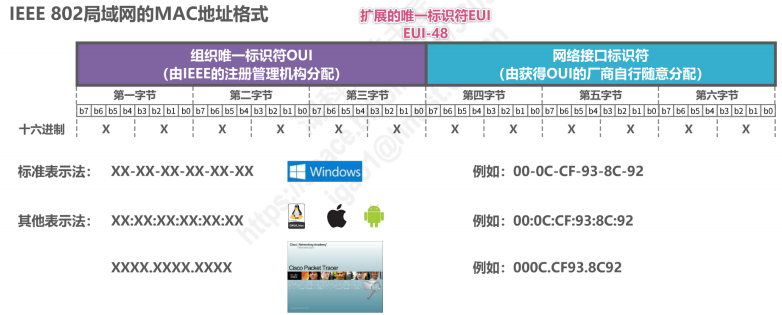 IEEE 802局域网的MAC地址格式
扩展的唯一标识符EUI
EUI-48
组织唯一标识符OUI
(由IEEE的注册管理机构分配)
网络接口标识符
(由获得OUI的厂商自行随意分配)
第一字节 第二字节 第三字节 第四字节 第五字节 第六字节
b7 b6 b5 b4 b3 b2 b1 b0 b7 b6 b5 b4 b3 b2 b1 b0 b7 b6 b5 b4 b3 b2 b1 b0 b7 b6 b5 b4 b3 b2 b1 b0 b7 b6 b5 b4 b3 b2 b1 b0 b7 b6 b5 b4 b3 b2 b1 b0
十六进制 X X X X X X X X X X X X
标准表示法: XX-XX-XX-XX-XX-XX Windows 例如: 00-0C-CF-93-8C-92
其他表示法: XX:XX:XX:XX:XX:XX 例如: 00:0C:CF:93:8C:92
Cisco Networking Academy
XXXX.XXXX.XXXX Cisco Packet Tracer 例如: 000C.CF93.8C92